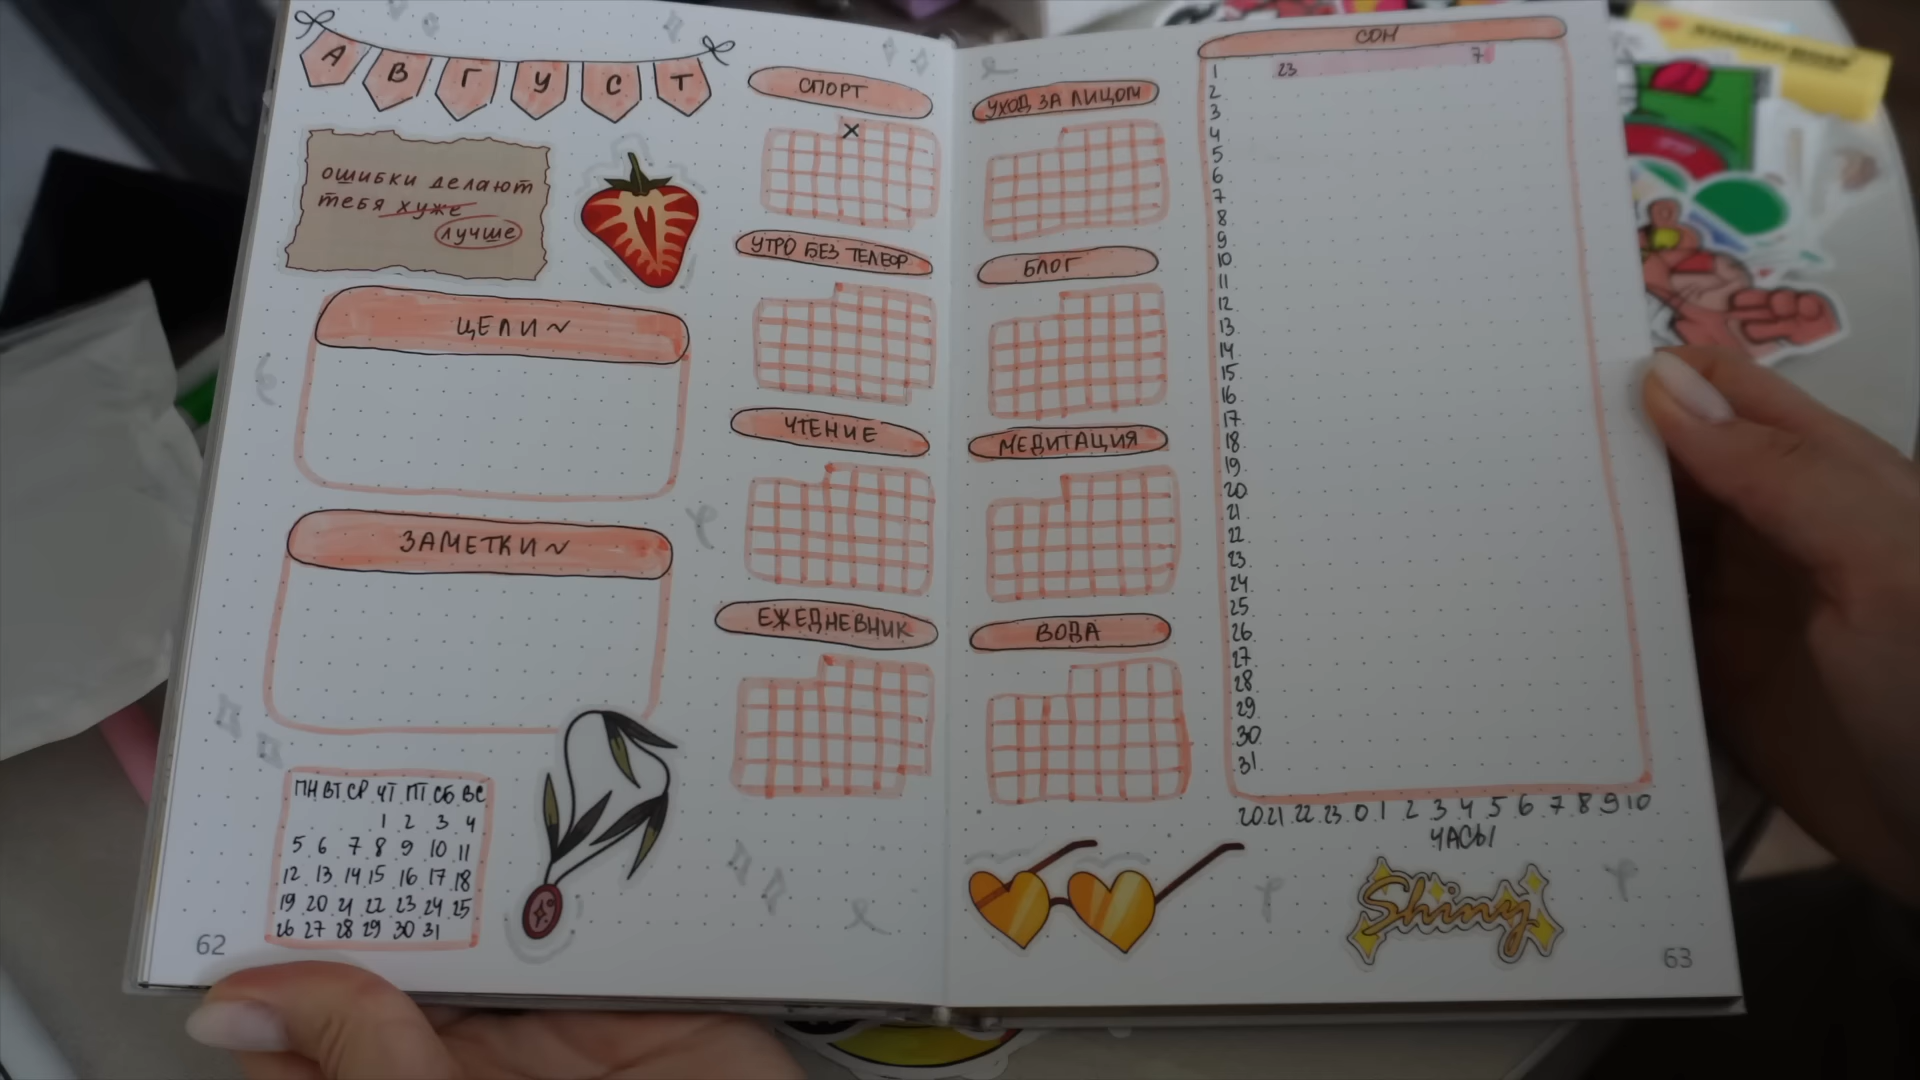 АВГУСТ
ошибки делают
тебя хуже
лучше
ЦЕЛИ~
ЗАМЕТКИ~
ПН ВТ СР ЧТ ПТ СБ ВС
1 2 3 4
5 6 7 8 9 10 11
12 13 14 15 16 17 18
19 20 21 22 23 24 25
26 27 28 29 30 31
62
СПОРТ
X
УТРО БЕЗ ТЕЛЕФ.
ЧТЕНИЕ
ЕЖЕДНЕВНИК
УХОД ЗА ЛИЦОМ
БЛОГ
МЕДИТАЦИЯ
ВОДА
СОН
1 23 7
2
3
4
5
6
7
8
9
10
11
12
13
14
15
16
17
18
19
20
21
22
23
24
25
26
27
28
29
30
31
20 21 22 23 0 1 2 3 4 5 6 7 8 9 10
ЧАСЫ
Shiny
63